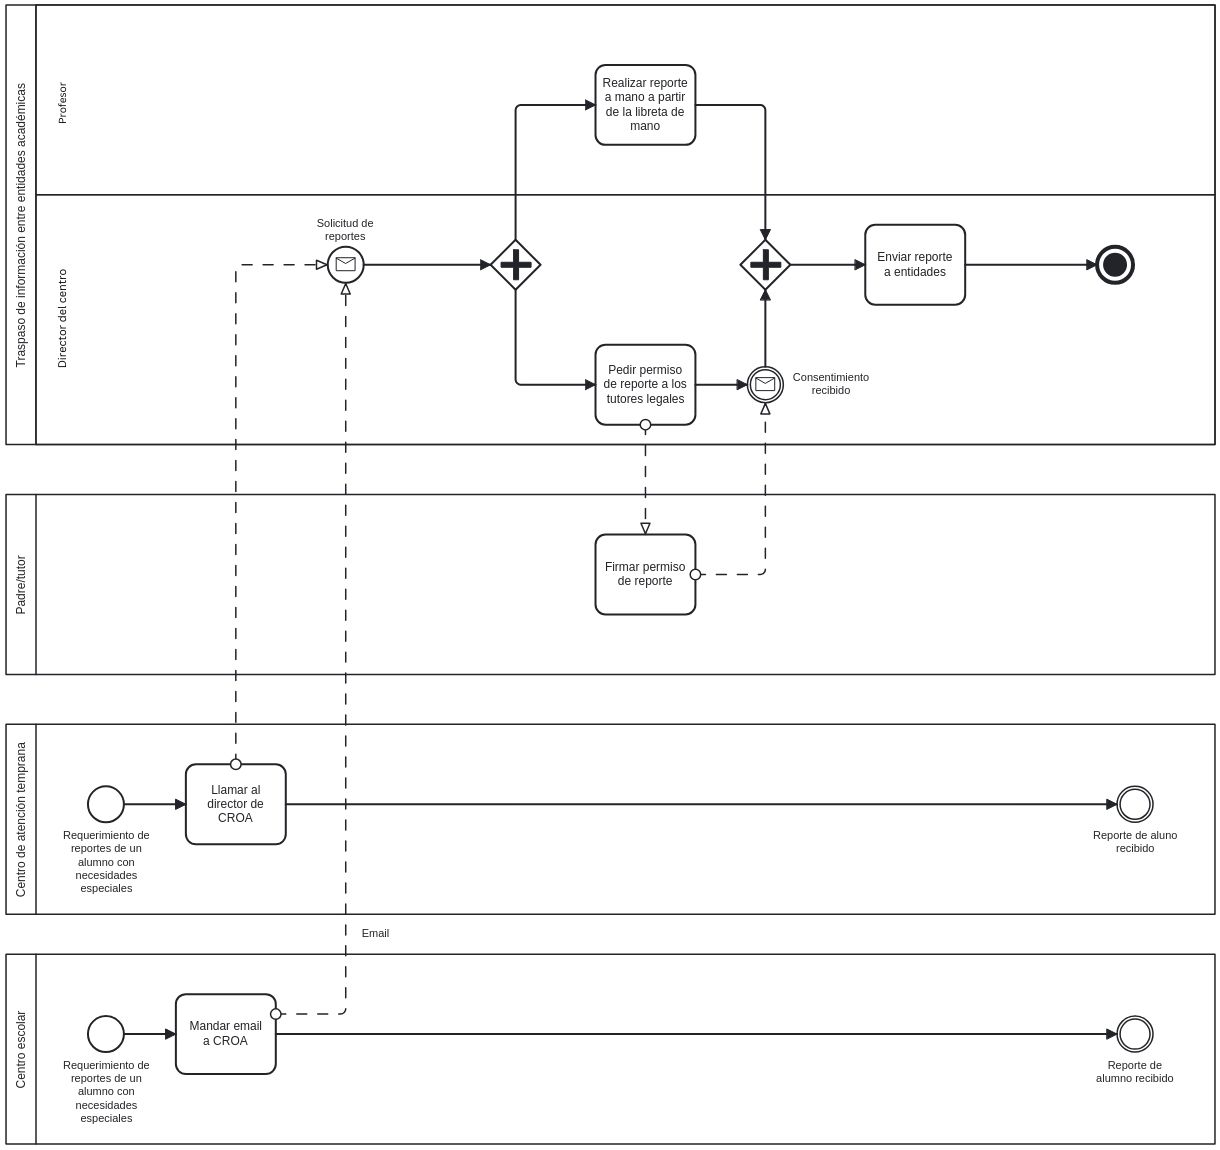 Traspaso de información entre entidades académicas
Profesor
Realizar reporte
a mano a partir
de la libreta de
mano
Director del centro
Solicitud de
reportes
Enviar reporte
a entidades
Pedir permiso
de reporte a los
tutores legales
Consentimiento
recibido
Padre/tutor
Firmar permiso
de reporte
Centro de atención temprana
Requerimiento de
reportes de un
alumno con
necesidades
especiales
Llamar al
director de
CROA
Reporte de aluno
recibido
Email
Centro escolar
Requerimiento de
reportes de un
alumno con
necesidades
especiales
Mandar email
a CROA
Reporte de
alumno recibido